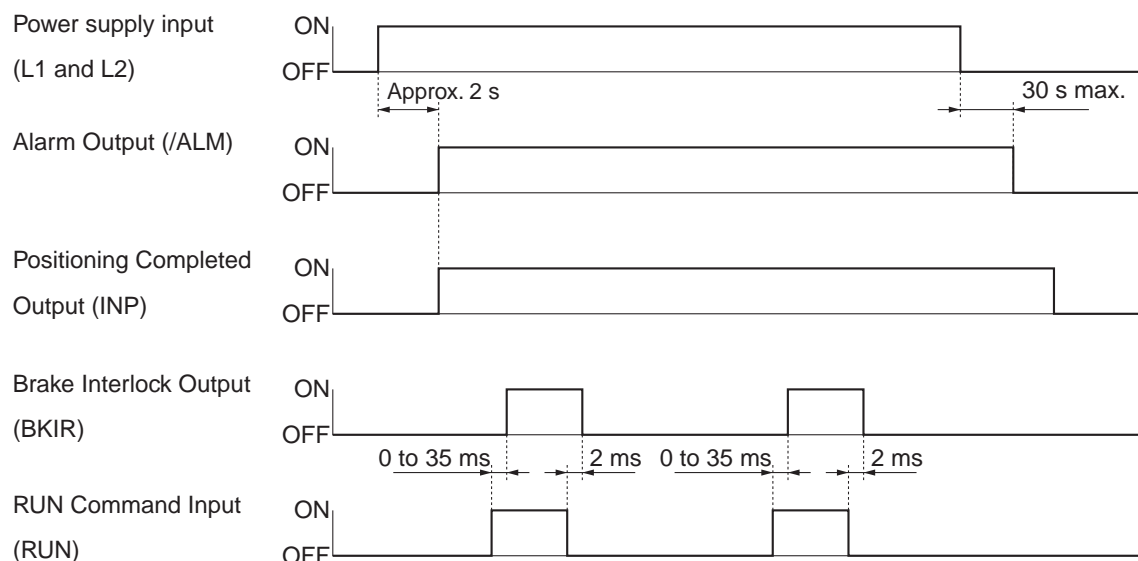 Power supply input
(L1 and L2)
ON
OFF
Approx. 2 s
30 s max.
Alarm Output (/ALM)
ON
OFF
Positioning Completed
Output (INP)
ON
OFF
Brake Interlock Output
(BKIR)
ON
OFF
0 to 35 ms
2 ms
0 to 35 ms
2 ms
RUN Command Input
(RUN)
ON
OFF